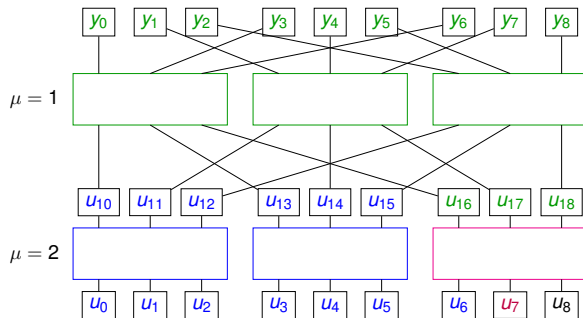 y₀ y₁ y₂ y₃ y₄ y₅ y₆ y₇ y₈
μ = 1
u₁₀ u₁₁ u₁₂ u₁₃ u₁₄ u₁₅ u₁₆ u₁₇ u₁₈
μ = 2
u₀ u₁ u₂ u₃ u₄ u₅ u₆ u₇ u₈